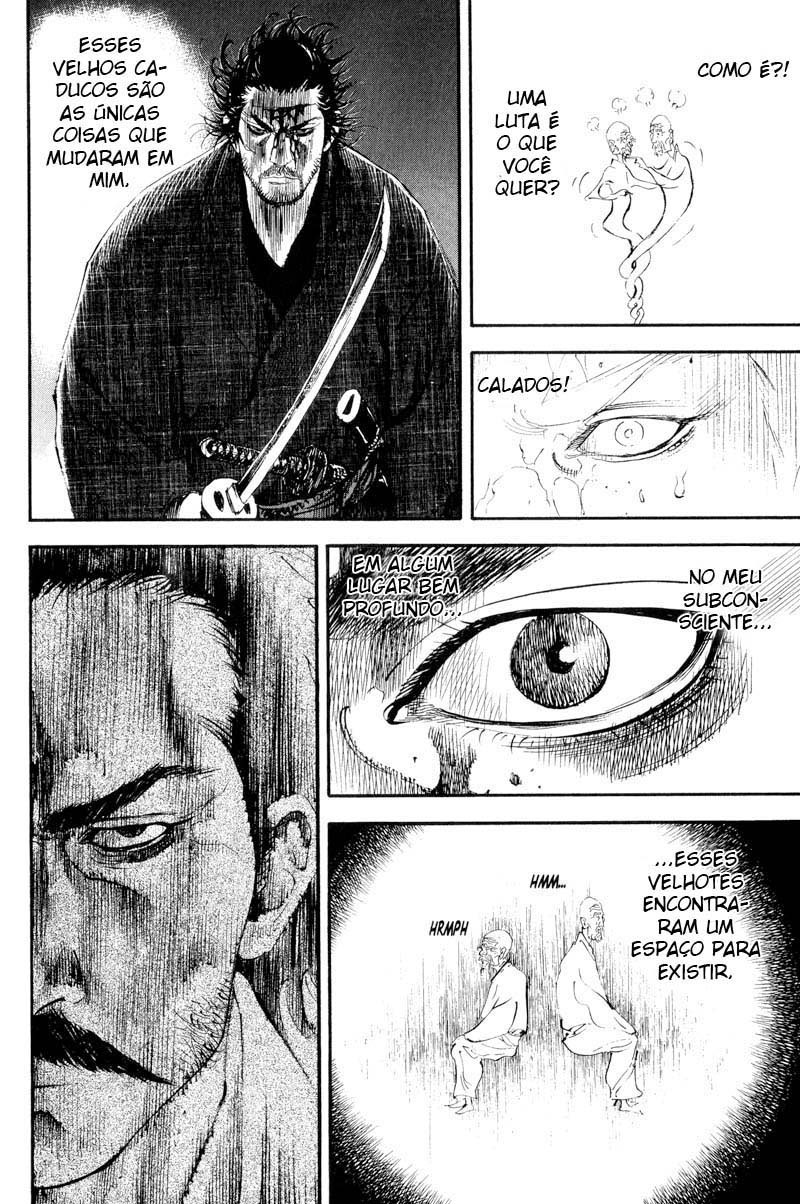 COMO É?!
UMA
LUTA É
O QUE
VOCÊ
QUER?
CALADOS!
ESSES
VELHOS CA-
DUCOS SÃO
AS ÚNICAS
COISAS QUE
MUDARAM EM
MIM.
NO MEU
SUBCON-
SCIENTE...
EM ALGUM
LUGAR BEM
PROFUNDO...
...ESSES
VELHOTES
ENCONTRA-
RAM UM
ESPAÇO PARA
EXISTIR.
HMM...
HRMPH